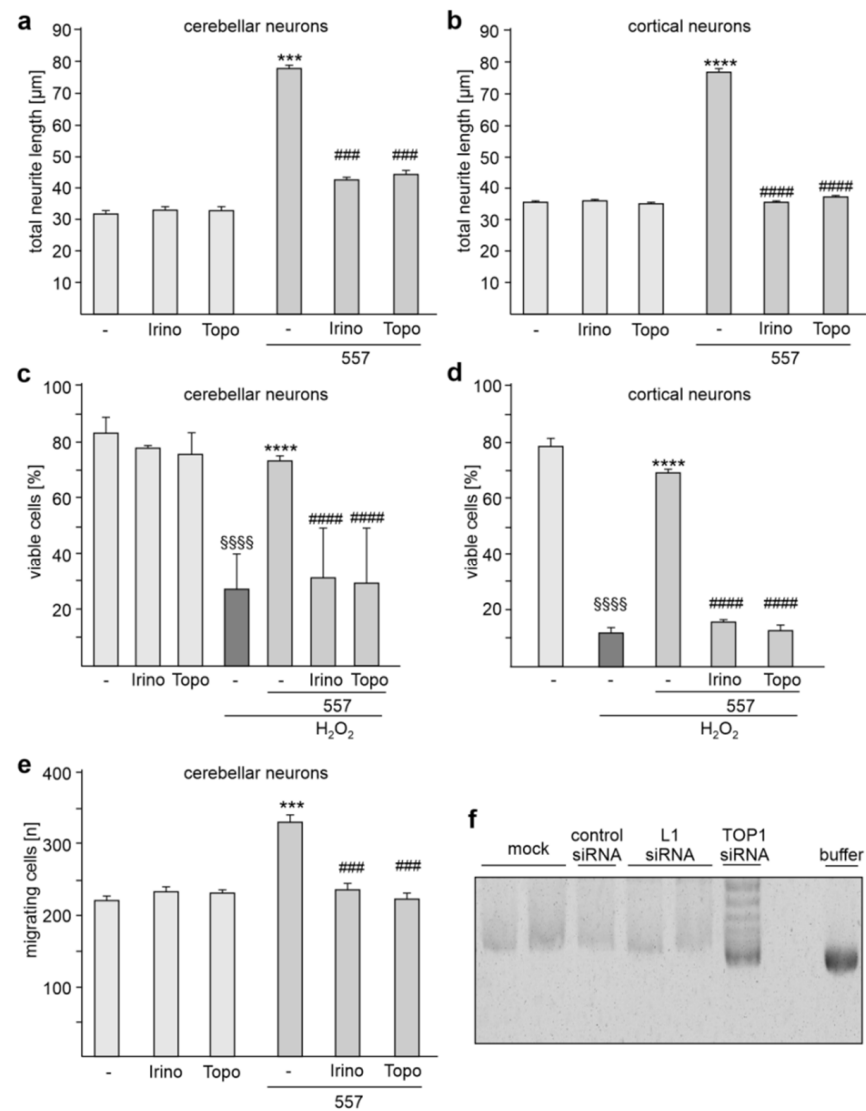 a
cerebellar neurons
total neurite length [µm]
90
80
70
60
50
40
30
20
10
***
###
###
-
Irino
Topo
-
Irino
Topo
557
b
cortical neurons
total neurite length [µm]
90
80
70
60
50
40
30
20
10
****
####
####
-
Irino
Topo
-
Irino
Topo
557
c
cerebellar neurons
viable cells [%]
100
80
60
40
20
§§§§
****
####
####
-
Irino
Topo
-
-
Irino
Topo
557
H₂O₂
d
cortical neurons
viable cells [%]
100
80
60
40
20
§§§§
****
####
####
-
-
-
Irino
Topo
557
H₂O₂
e
cerebellar neurons
migrating cells [n]
400
300
200
100
***
###
###
-
Irino
Topo
-
Irino
Topo
557
f
mock
control
siRNA
L1
siRNA
TOP1
siRNA
buffer